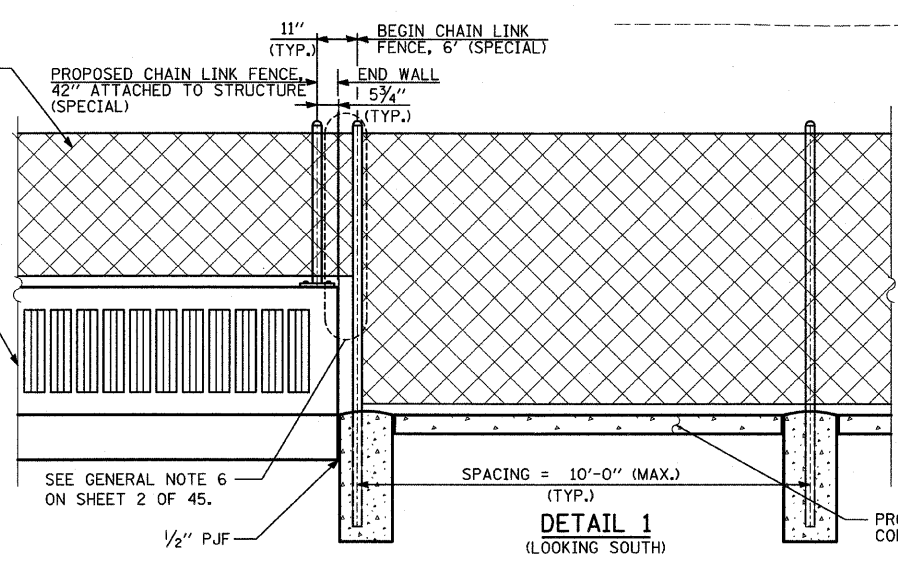 11"
(TYP.)
BEGIN CHAIN LINK
FENCE, 6' (SPECIAL)
PROPOSED CHAIN LINK FENCE,
42" ATTACHED TO STRUCTURE
(SPECIAL)
END WALL
5¾"
(TYP.)
SEE GENERAL NOTE 6
ON SHEET 2 OF 45.
½" PJF
SPACING = 10'-0" (MAX.)
(TYP.)
DETAIL 1
(LOOKING SOUTH)